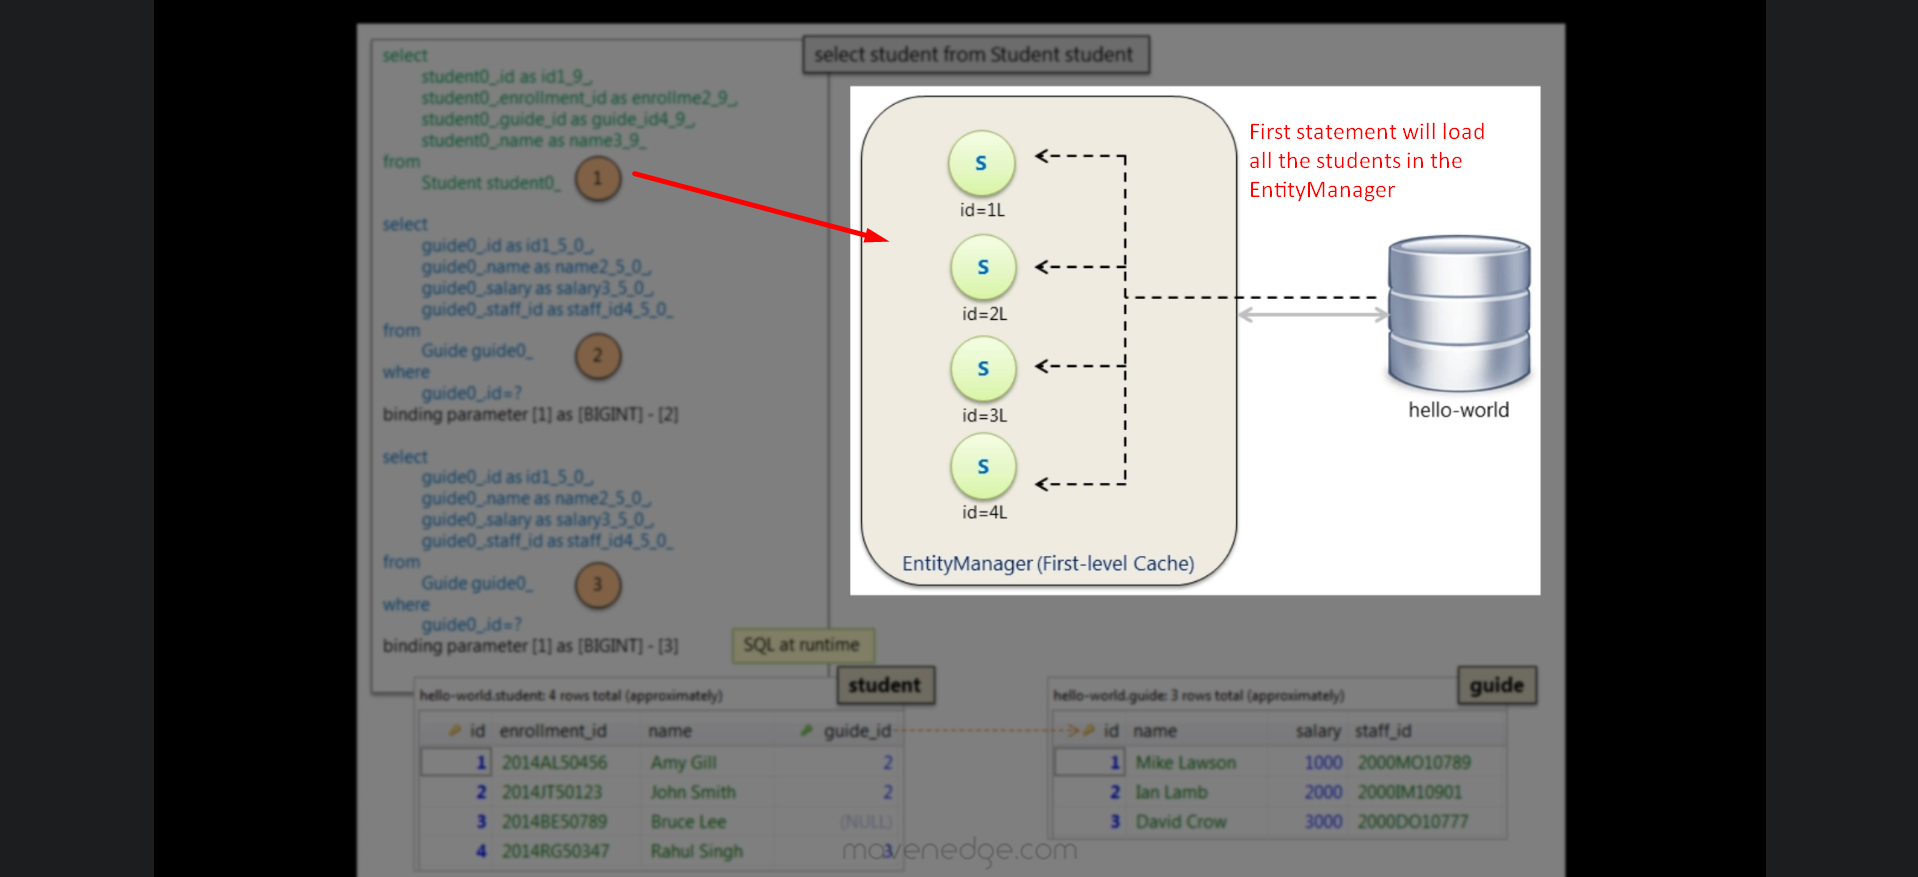 select student from Student student
select
student0_.id as id1_9_,
student0_.enrollment_id as enrollme2_9_,
student0_.guide_id as guide_id4_9_,
student0_.name as name3_9_
from
Student student0_
1
select
guide0_.id as id1_5_0_,
guide0_.name as name2_5_0_,
guide0_.salary as salary3_5_0_,
guide0_.staff_id as staff_id4_5_0_
from
Guide guide0_
2
where
guide0_.id=?
binding parameter [1] as [BIGINT] - [2]
select
guide0_.id as id1_5_0_,
guide0_.name as name2_5_0_,
guide0_.salary as salary3_5_0_,
guide0_.staff_id as staff_id4_5_0_
from
Guide guide0_
3
where
guide0_.id=?
binding parameter [1] as [BIGINT] - [3]
SQL at runtime
S
id=1L
S
id=2L
S
id=3L
S
id=4L
EntityManager (First-level Cache)
First statement will load
all the students in the
EntityManager
hello-world
student
hello-world.student: 4 rows total (approximately)
id enrollment_id name guide_id
1 2014AL50456 Amy Gill 2
2 2014JT50123 John Smith 2
3 2014BE50789 Bruce Lee (NULL)
4 2014RG50347 Rahul Singh 3
guide
hello-world.guide: 3 rows total (approximately)
id name salary staff_id
1 Mike Lawson 1000 2000MO10789
2 Ian Lamb 2000 2000IM10901
3 David Crow 3000 2000DO10777
mavenedge.com